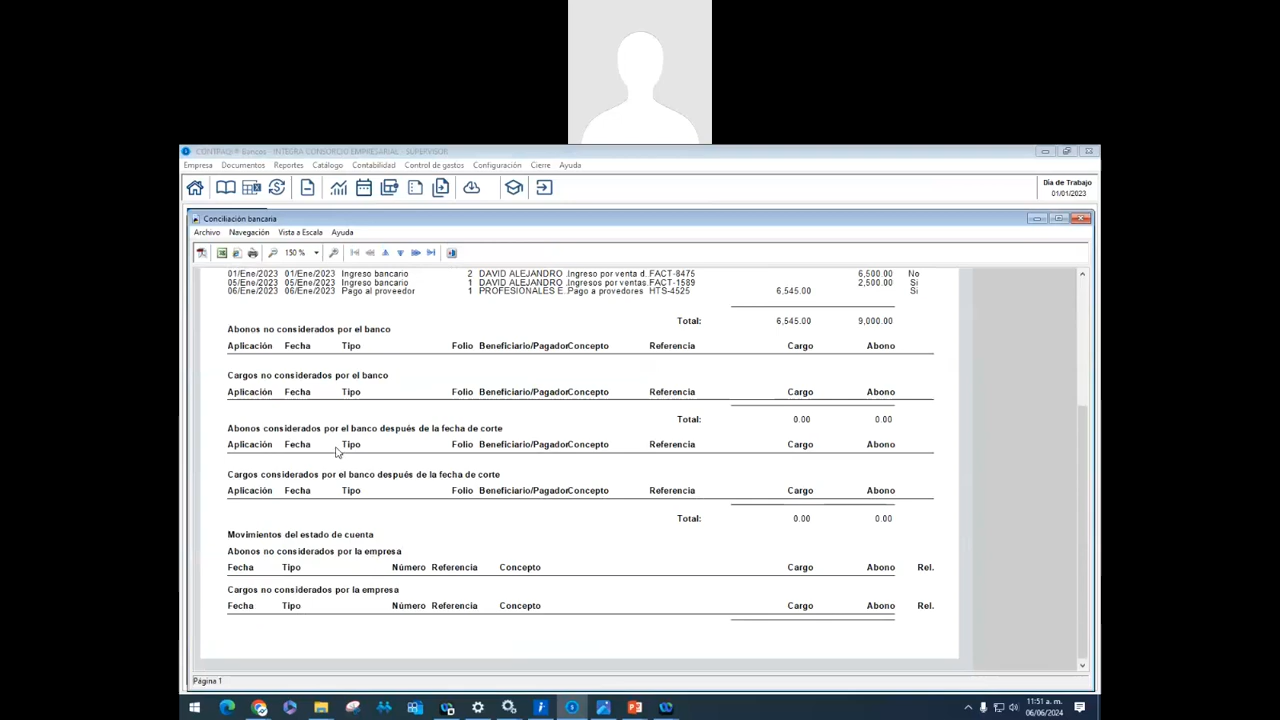 CONTPAQi® Bancos - INTEGRA CONSORCIO EMPRESARIAL - SUPERVISOR
Empresa Documentos Reportes Catálogo Contabilidad Control de gastos Configuración Cierre Ayuda
Día de Trabajo
01/01/2023
Conciliación bancaria
Archivo Navegación Vista a Escala Ayuda
150 %
01/Ene/2023 01/Ene/2023 Ingreso bancario 2 DAVID ALEJANDRO .Ingreso por venta d.FACT-8475 6,500.00 No
05/Ene/2023 05/Ene/2023 Ingreso bancario 1 DAVID ALEJANDRO .Ingresos por ventas.FACT-1589 2,500.00 Si
06/Ene/2023 06/Ene/2023 Pago al proveedor 1 PROFESIONALES E .Pago a provedores HTS-4525 6,545.00 Si
Total: 6,545.00 9,000.00
Abonos no considerados por el banco
Aplicación Fecha Tipo Folio Beneficiario/PagadorConcepto Referencia Cargo Abono
Cargos no considerados por el banco
Aplicación Fecha Tipo Folio Beneficiario/PagadorConcepto Referencia Cargo Abono
Total: 0.00 0.00
Abonos considerados por el banco después de la fecha de corte
Aplicación Fecha Tipo Folio Beneficiario/PagadorConcepto Referencia Cargo Abono
Cargos considerados por el banco después de la fecha de corte
Aplicación Fecha Tipo Folio Beneficiario/PagadorConcepto Referencia Cargo Abono
Total: 0.00 0.00
Movimientos del estado de cuenta
Abonos no considerados por la empresa
Fecha Tipo Número Referencia Concepto Cargo Abono Rel.
Cargos no considerados por la empresa
Fecha Tipo Número Referencia Concepto Cargo Abono Rel.
Página 1
11:51 a. m.
06/06/2024